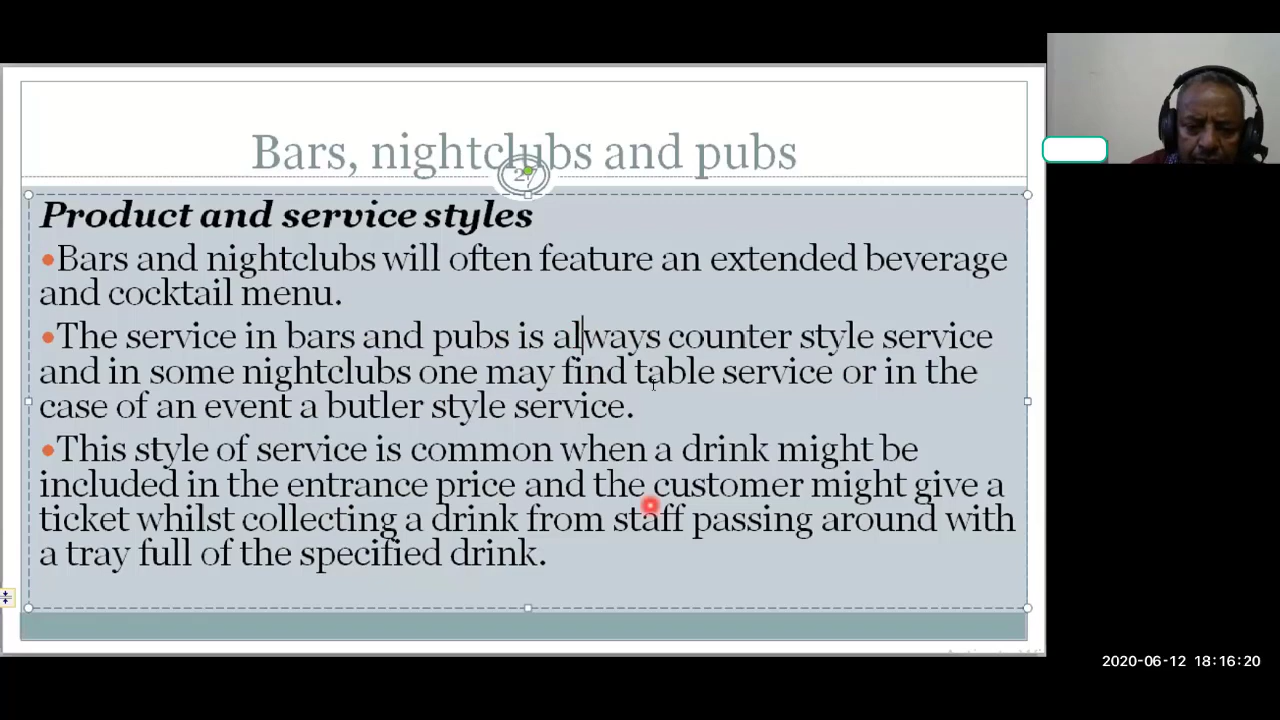 Bars, nightclubs and pubs
27
Product and service styles
•Bars and nightclubs will often feature an extended beverage
and cocktail menu.
•The service in bars and pubs is always counter style service
and in some nightclubs one may find table service or in the
case of an event a butler style service.
•This style of service is common when a drink might be
included in the entrance price and the customer might give a
ticket whilst collecting a drink from staff passing around with
a tray full of the specified drink.
2020-06-12 18:16:20